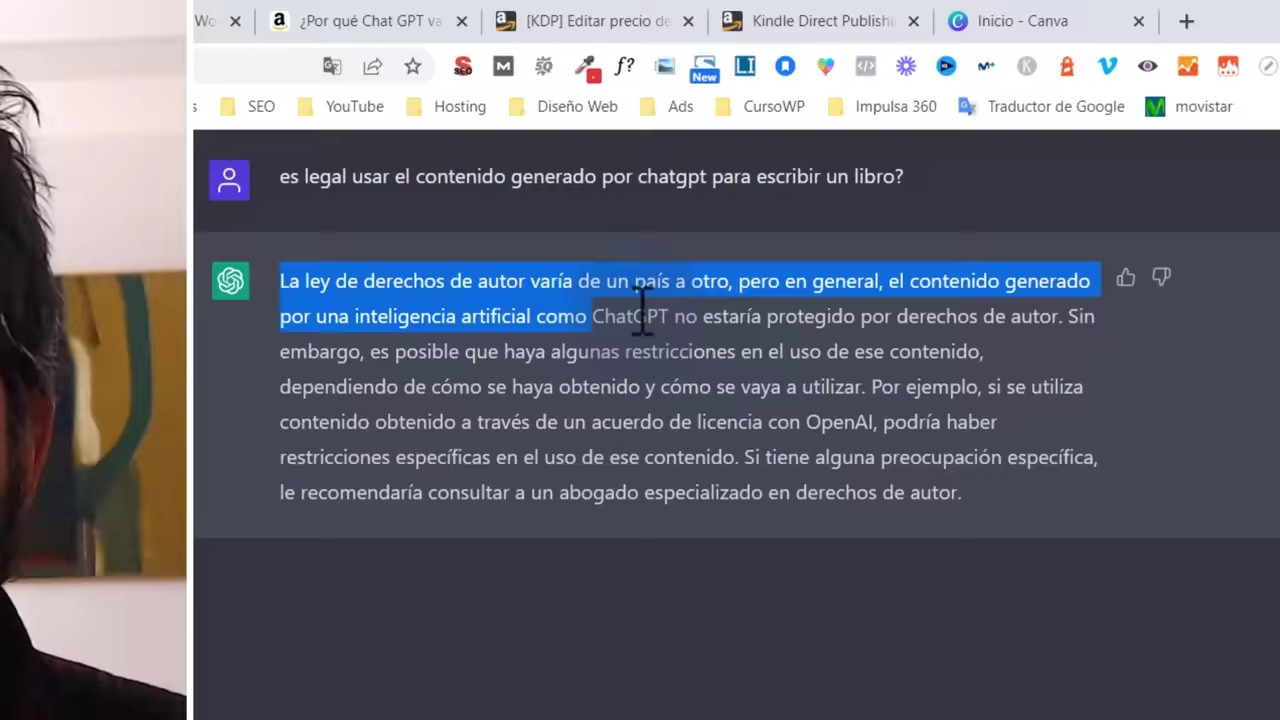 ¿Por qué Chat GPT va
[KDP] Editar precio de
Kindle Direct Publish
Inicio - Canva
New
SEO
YouTube
Hosting
Diseño Web
Ads
CursoWP
Impulsa 360
Traductor de Google
movistar
es legal usar el contenido generado por chatgpt para escribir un libro?
La ley de derechos de autor varía de un país a otro, pero en general, el contenido generado
por una inteligencia artificial como ChatGPT no estaría protegido por derechos de autor. Sin
embargo, es posible que haya algunas restricciones en el uso de ese contenido,
dependiendo de cómo se haya obtenido y cómo se vaya a utilizar. Por ejemplo, si se utiliza
contenido obtenido a través de un acuerdo de licencia con OpenAI, podría haber
restricciones específicas en el uso de ese contenido. Si tiene alguna preocupación específica,
le recomendaría consultar a un abogado especializado en derechos de autor.